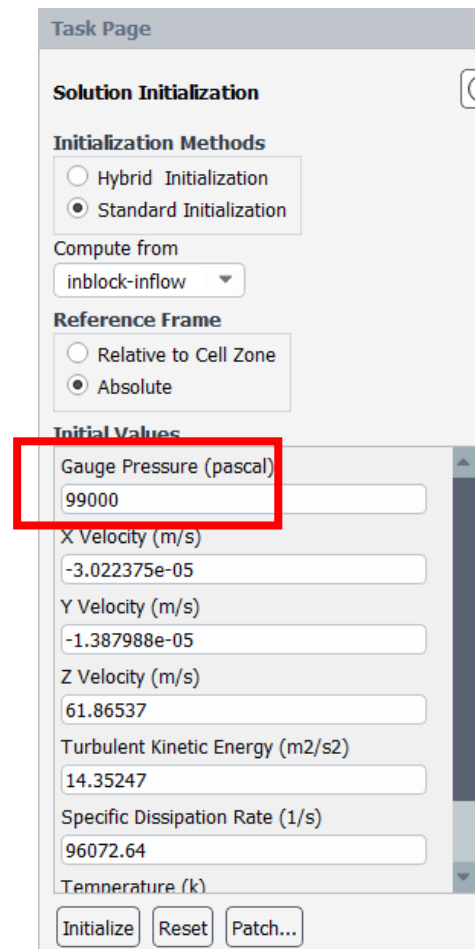 Task Page
Solution Initialization
Initialization Methods
Hybrid Initialization
Standard Initialization
Compute from
inblock-inflow
Reference Frame
Relative to Cell Zone
Absolute
Initial Values
Gauge Pressure (pascal)
99000
X Velocity (m/s)
-3.022375e-05
Y Velocity (m/s)
-1.387988e-05
Z Velocity (m/s)
61.86537
Turbulent Kinetic Energy (m2/s2)
14.35247
Specific Dissipation Rate (1/s)
96072.64
Temperature (k)
Initialize Reset Patch...